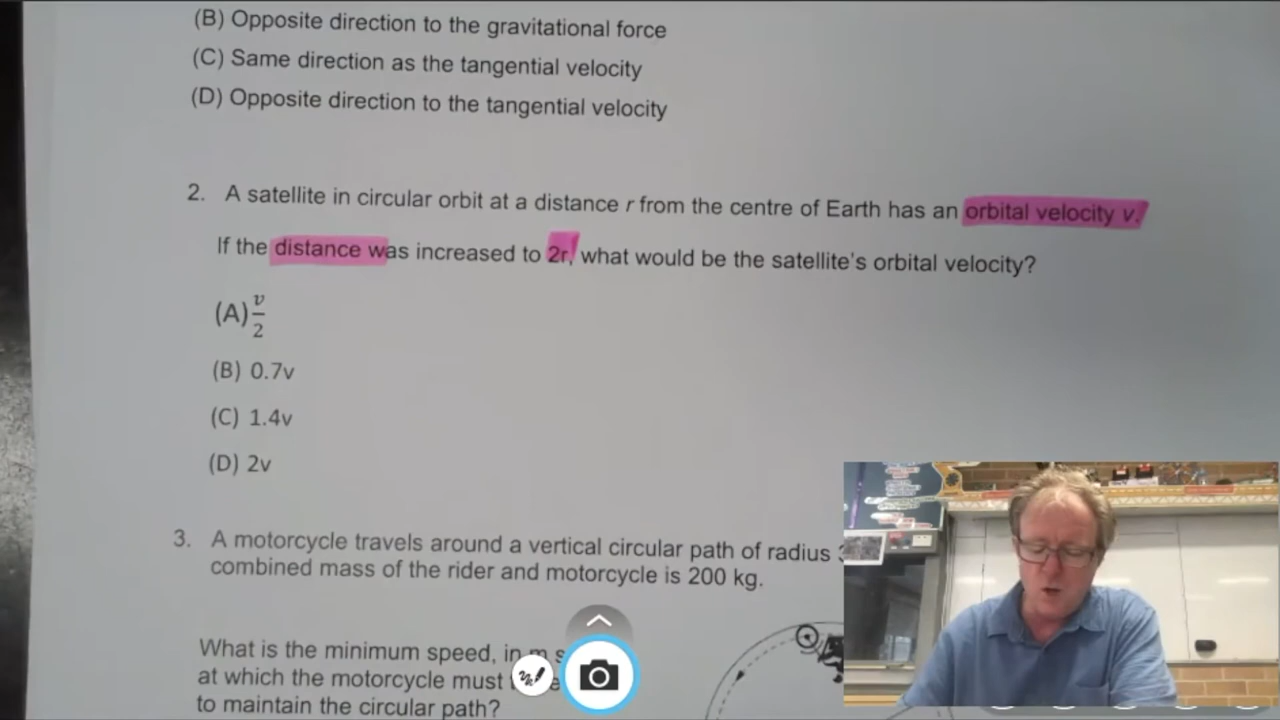 (B) Opposite direction to the gravitational force
(C) Same direction as the tangential velocity
(D) Opposite direction to the tangential velocity
2. A satellite in circular orbit at a distance r from the centre of Earth has an orbital velocity v.
If the distance was increased to 2r, what would be the satellite's orbital velocity?
(A) v/2
(B) 0.7v
(C) 1.4v
(D) 2v
3. A motorcycle travels around a vertical circular path of radius
combined mass of the rider and motorcycle is 200 kg.
What is the minimum speed, in m s
at which the motorcycle must
to maintain the circular path?